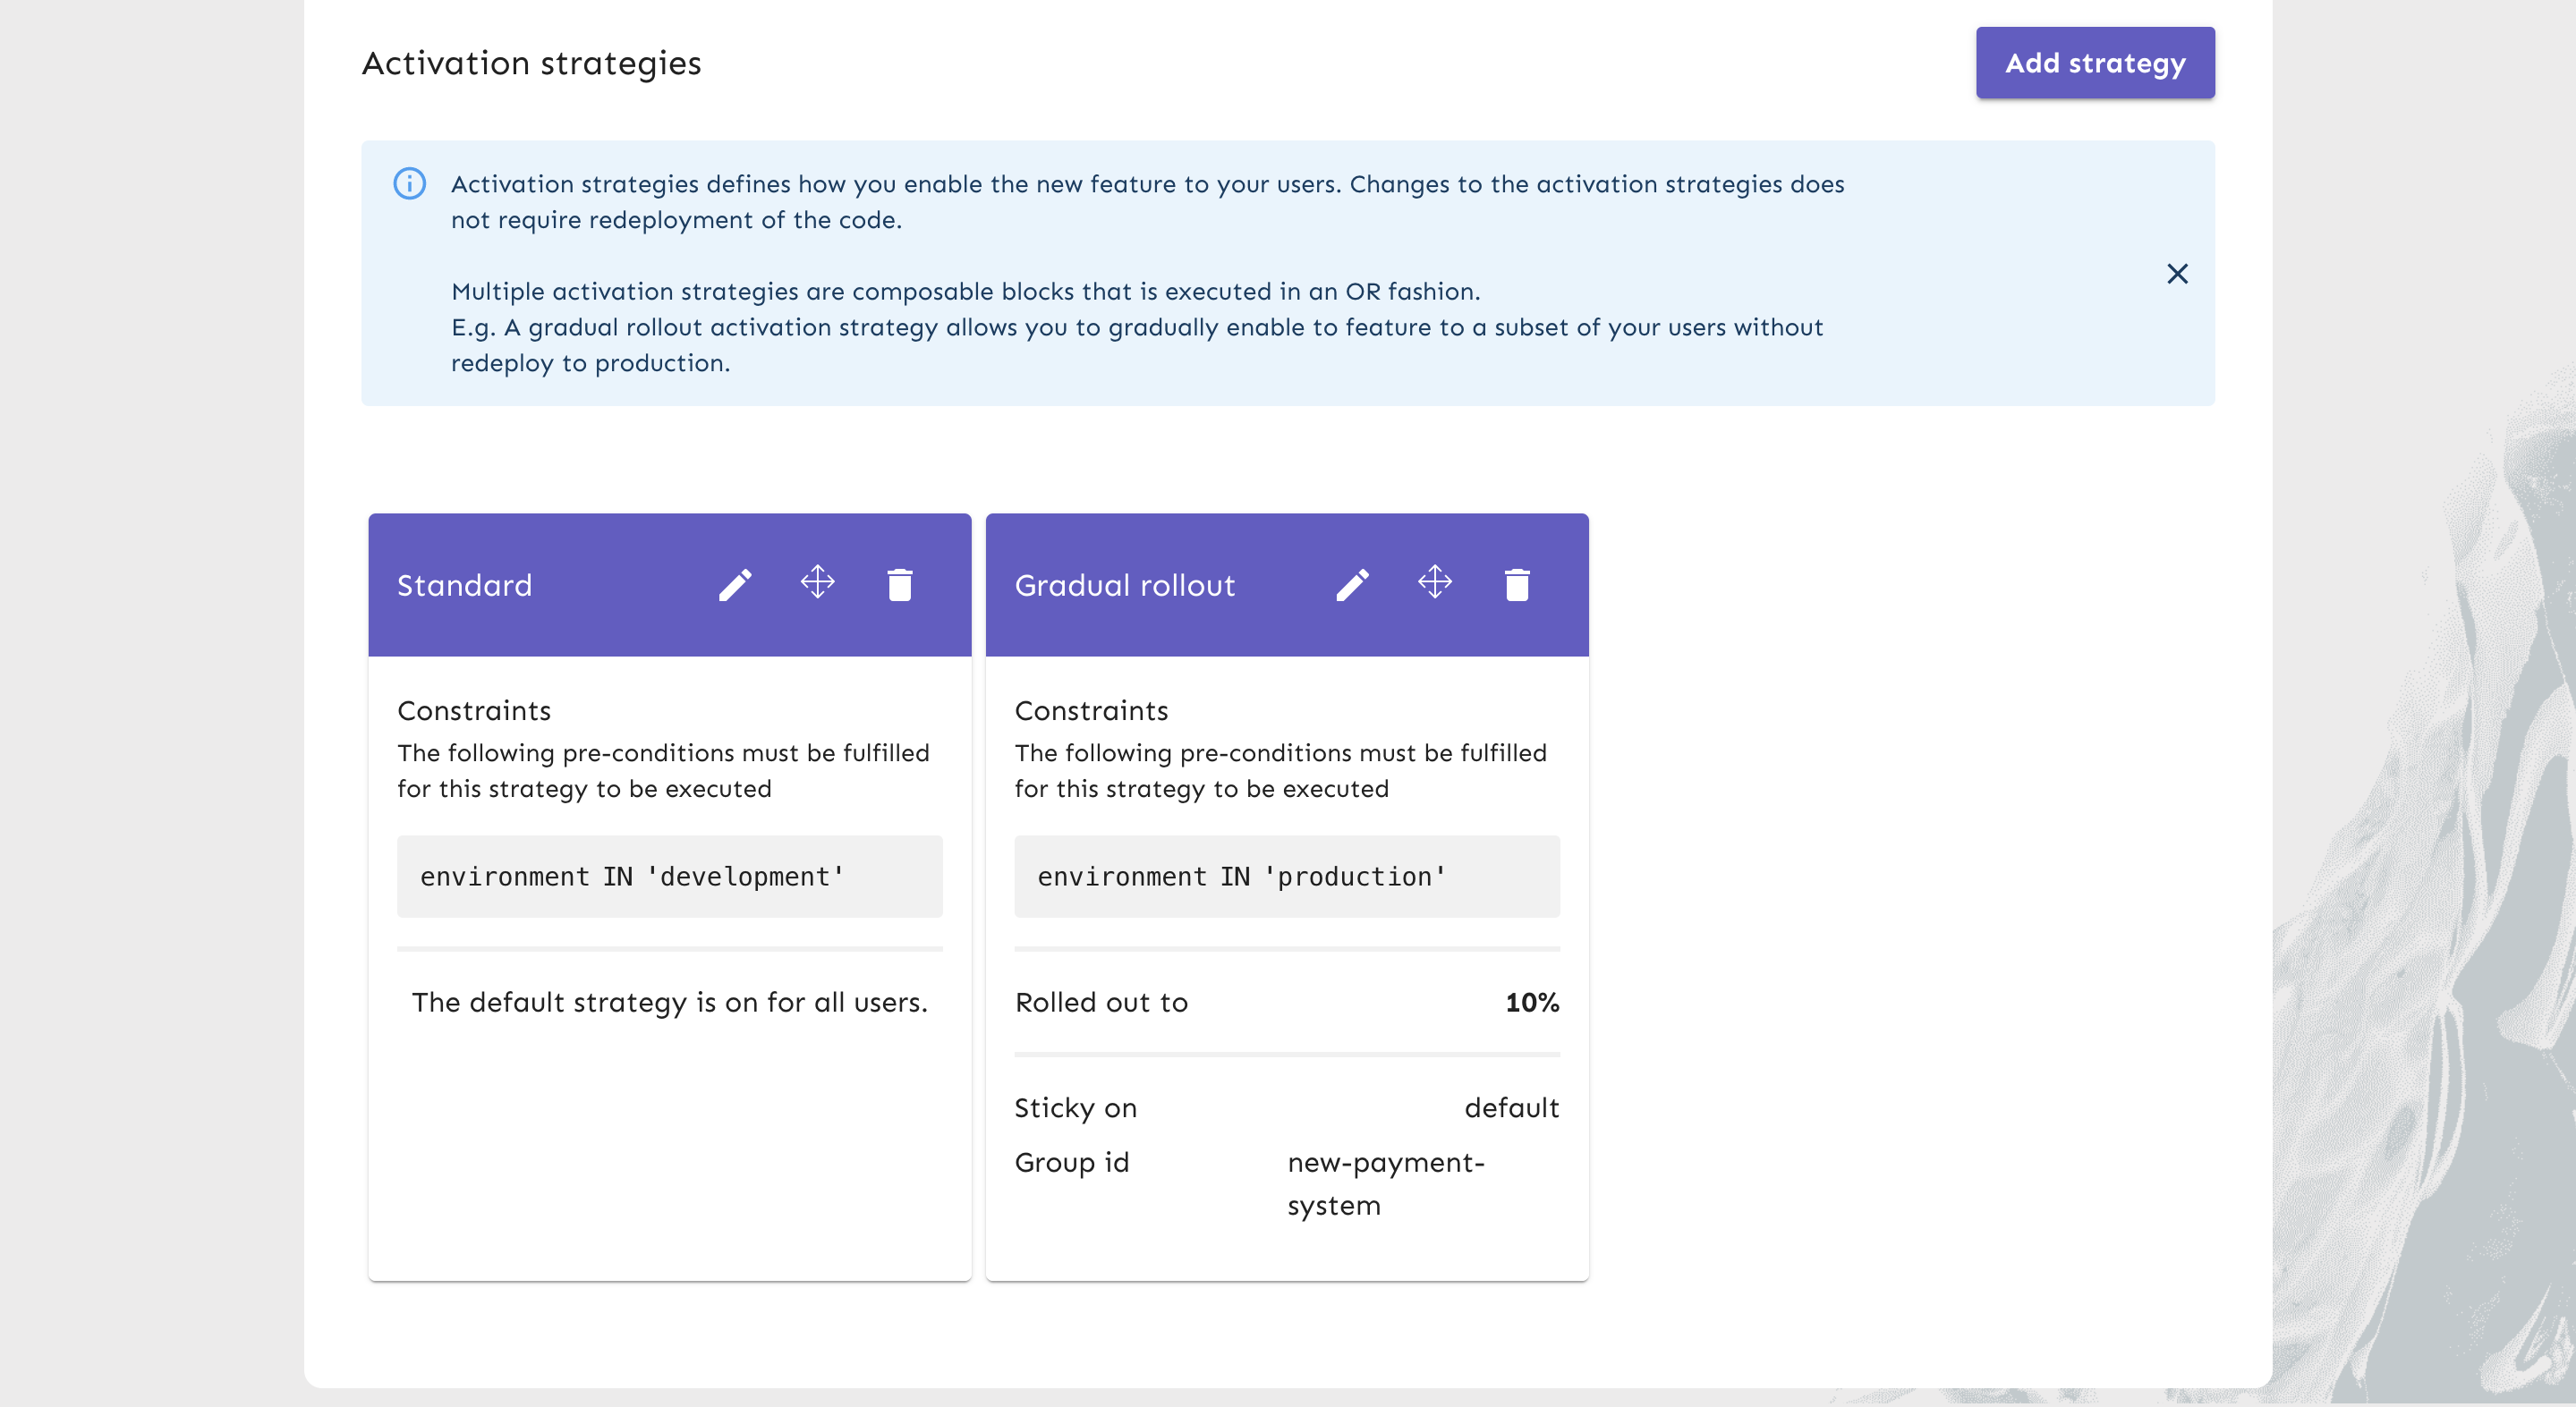 Activation strategies
Add strategy
Activation strategies defines how you enable the new feature to your users. Changes to the activation strategies does
not require redeployment of the code.
Multiple activation strategies are composable blocks that is executed in an OR fashion.
E.g. A gradual rollout activation strategy allows you to gradually enable to feature to a subset of your users without
redeploy to production.
Standard
Constraints
The following pre-conditions must be fulfilled
for this strategy to be executed
environment IN 'development'
The default strategy is on for all users.
Gradual rollout
Constraints
The following pre-conditions must be fulfilled
for this strategy to be executed
environment IN 'production'
Rolled out to 10%
Sticky on default
Group id new-payment-
system